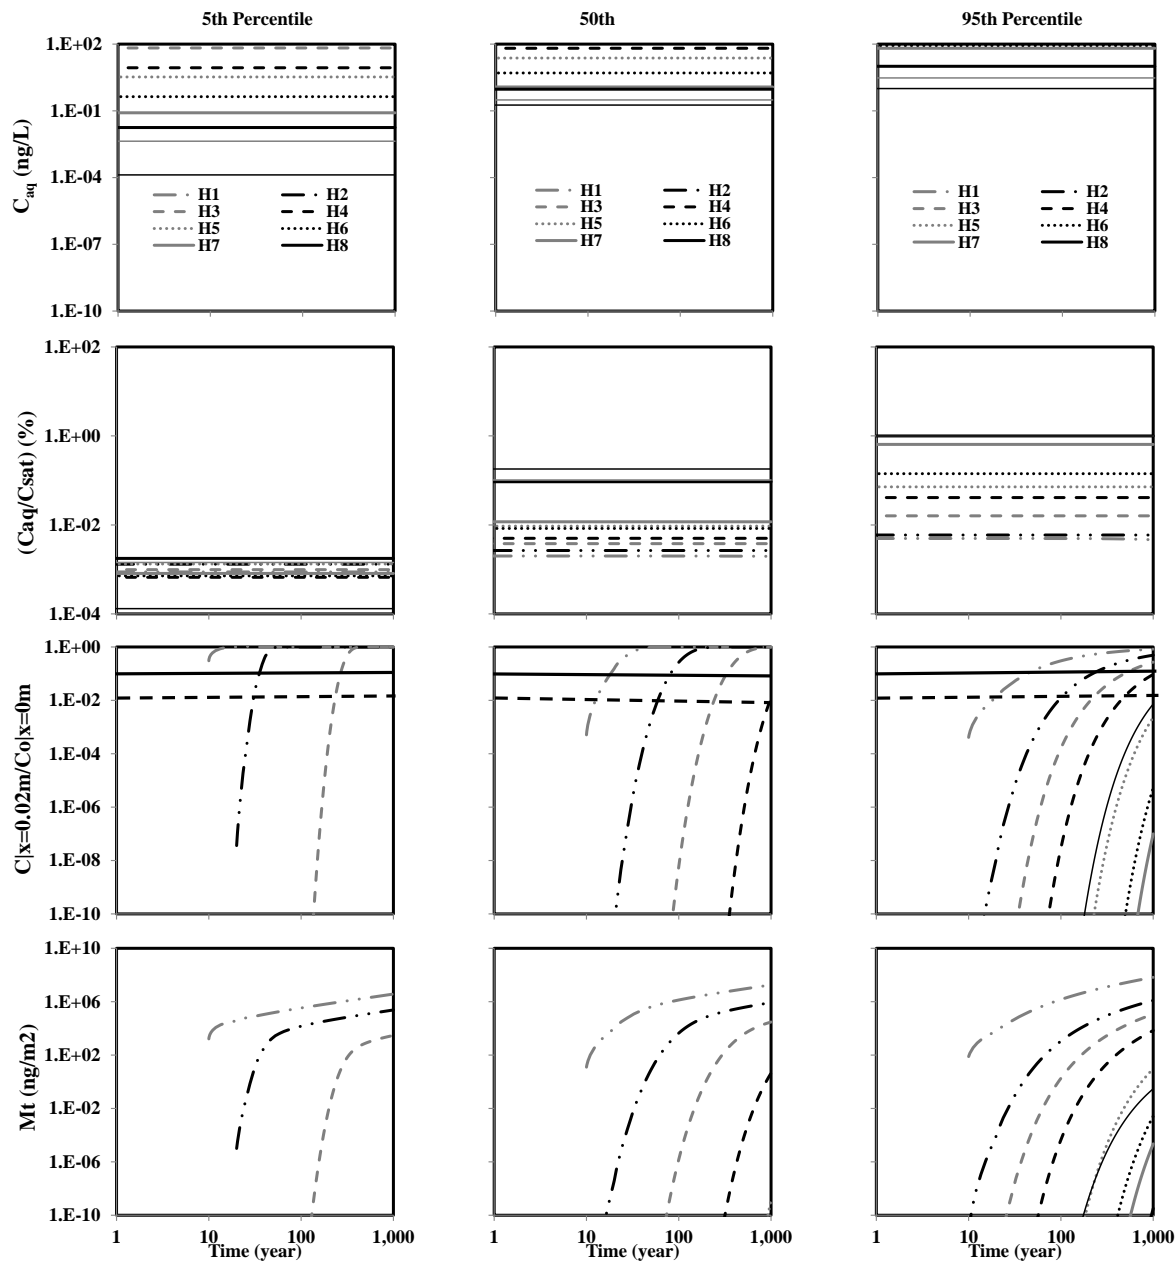 5th Percentile
50th
95th Percentile
C_aq (ng/L)
1.E+02
1.E-01
1.E-04
1.E-07
1.E-10
H1
H2
H3
H4
H5
H6
H7
H8
H1
H2
H3
H4
H5
H6
H7
H8
H1
H2
H3
H4
H5
H6
H7
H8
(Caq/Csat) (%)
1.E+02
1.E+00
1.E-02
1.E-04
C|x=0.02m/Co|x=0m
1.E+00
1.E-02
1.E-04
1.E-06
1.E-08
1.E-10
Mt (ng/m2)
1.E+10
1.E+06
1.E+02
1.E-02
1.E-06
1.E-10
1
10
100
1,000
Time (year)
1
10
100
1,000
Time (year)
1
10
100
1,000
Time (year)